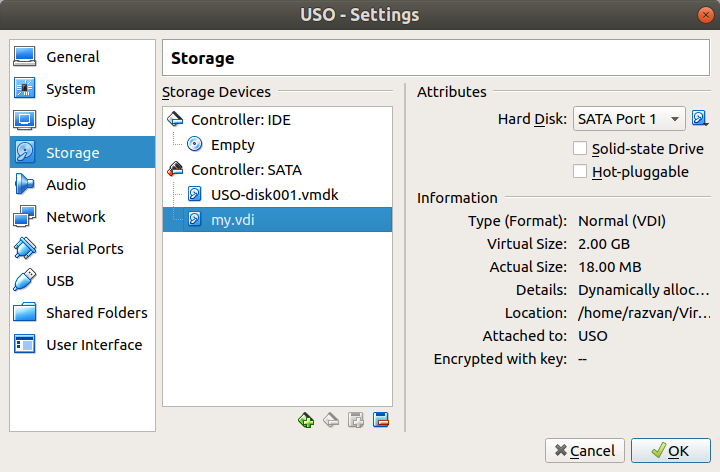 USO - Settings
General
System
Display
Storage
Audio
Network
Serial Ports
USB
Shared Folders
User Interface
Storage
Storage Devices
Controller: IDE
Empty
Controller: SATA
USO-disk001.vmdk
my.vdi
Attributes
Hard Disk: SATA Port 1
Solid-state Drive
Hot-pluggable
Information
Type (Format): Normal (VDI)
Virtual Size: 2.00 GB
Actual Size: 18.00 MB
Details: Dynamically alloc...
Location: /home/razvan/Vir...
Attached to: USO
Encrypted with key: --
Cancel OK